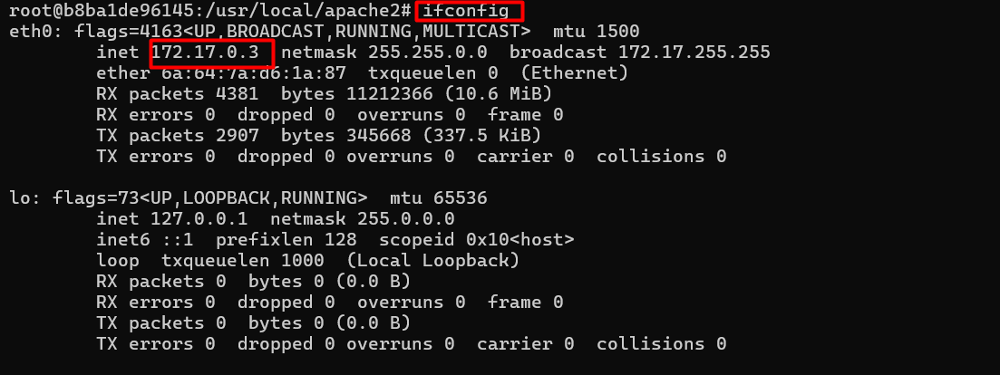 root@b8ba1de96145:/usr/local/apache2# ifconfig
eth0: flags=4163<UP,BROADCAST,RUNNING,MULTICAST>  mtu 1500
        inet 172.17.0.3  netmask 255.255.0.0  broadcast 172.17.255.255
        ether 6a:64:7a:d6:1a:87  txqueuelen 0  (Ethernet)
        RX packets 4381  bytes 11212366 (10.6 MiB)
        RX errors 0  dropped 0  overruns 0  frame 0
        TX packets 2907  bytes 345668 (337.5 KiB)
        TX errors 0  dropped 0 overruns 0  carrier 0  collisions 0
lo: flags=73<UP,LOOPBACK,RUNNING>  mtu 65536
        inet 127.0.0.1  netmask 255.0.0.0
        inet6 ::1  prefixlen 128  scopeid 0x10<host>
        loop  txqueuelen 1000  (Local Loopback)
        RX packets 0  bytes 0 (0.0 B)
        RX errors 0  dropped 0  overruns 0  frame 0
        TX packets 0  bytes 0 (0.0 B)
        TX errors 0  dropped 0 overruns 0  carrier 0  collisions 0